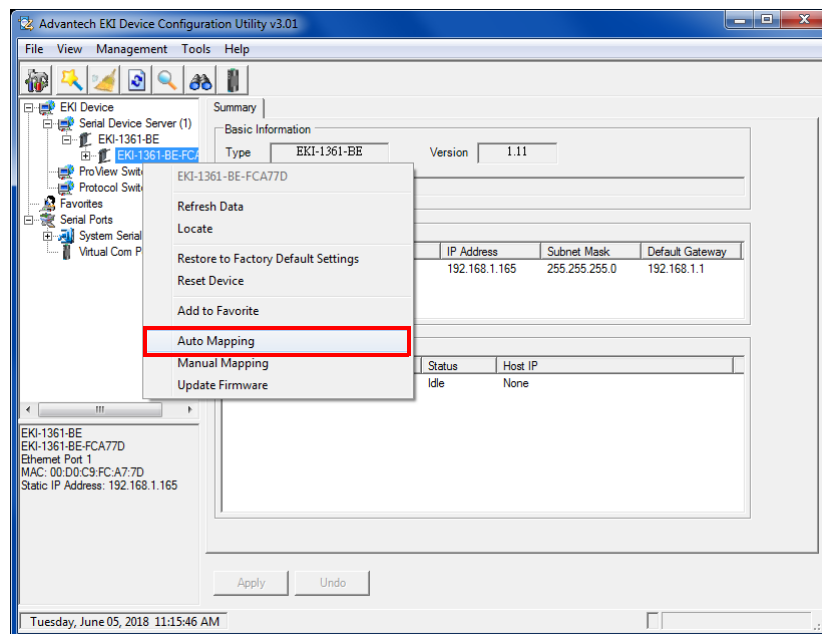 Advantech EKI Device Configuration Utility v3.01
File View Management Tools Help
EKI Device
Serial Device Server (1)
EKI-1361-BE
EKI-1361-BE-FCA
ProView Swit
Protocol Swit
Favorites
Serial Ports
System Serial
Virtual Com P
Summary
Basic Information
Type EKI-1361-BE Version 1.11
EKI-1361-BE-FCA77D
Refresh Data
Locate
Restore to Factory Default Settings
Reset Device
Add to Favorite
Auto Mapping
Manual Mapping
Update Firmware
IP Address Subnet Mask Default Gateway
192.168.1.165 255.255.255.0 192.168.1.1
Status Host IP
Idle None
EKI-1361-BE
EKI-1361-BE-FCA77D
Ethernet Port 1
MAC: 00:D0:C9:FC:A7:7D
Static IP Address: 192.168.1.165
Apply Undo
Tuesday, June 05, 2018 11:15:46 AM